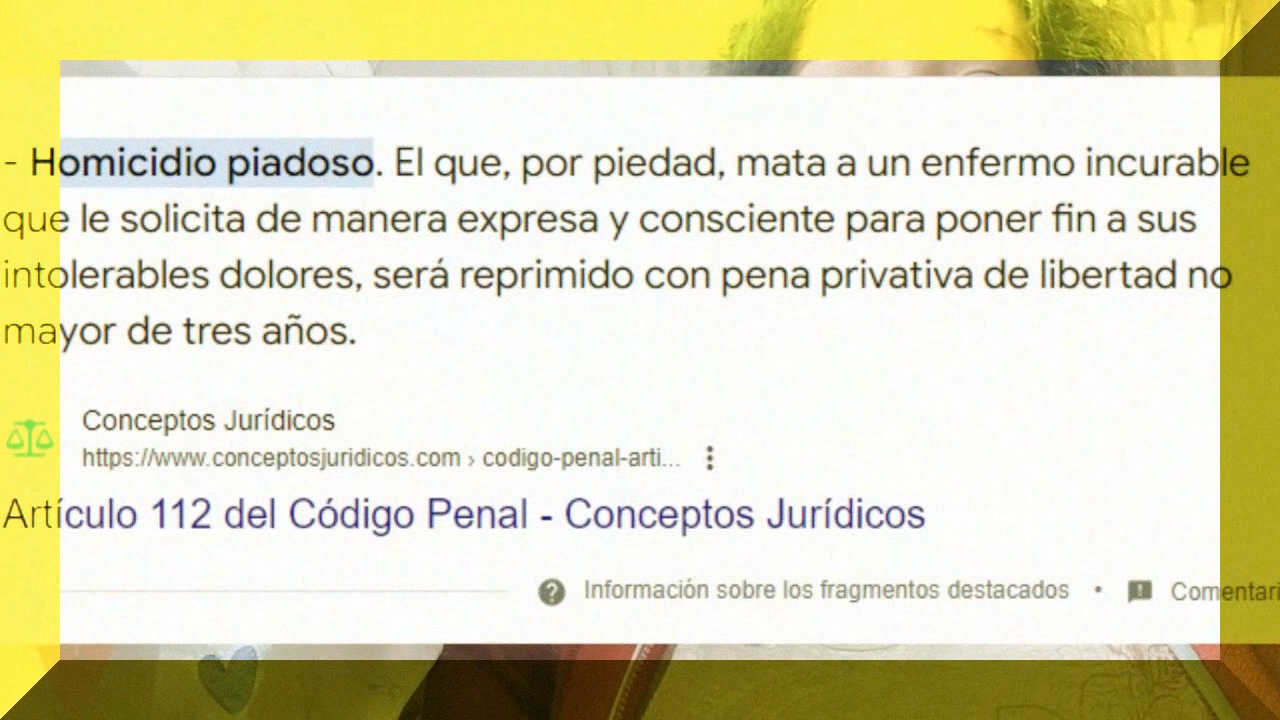 - Homicidio piadoso. El que, por piedad, mata a un enfermo incurable
que le solicita de manera expresa y consciente para poner fin a sus
intolerables dolores, será reprimido con pena privativa de libertad no
mayor de tres años.
Conceptos Jurídicos
https://www.conceptosjuridicos.com › codigo-penal-arti...
Artículo 112 del Código Penal - Conceptos Jurídicos
Información sobre los fragmentos destacados • Comentari